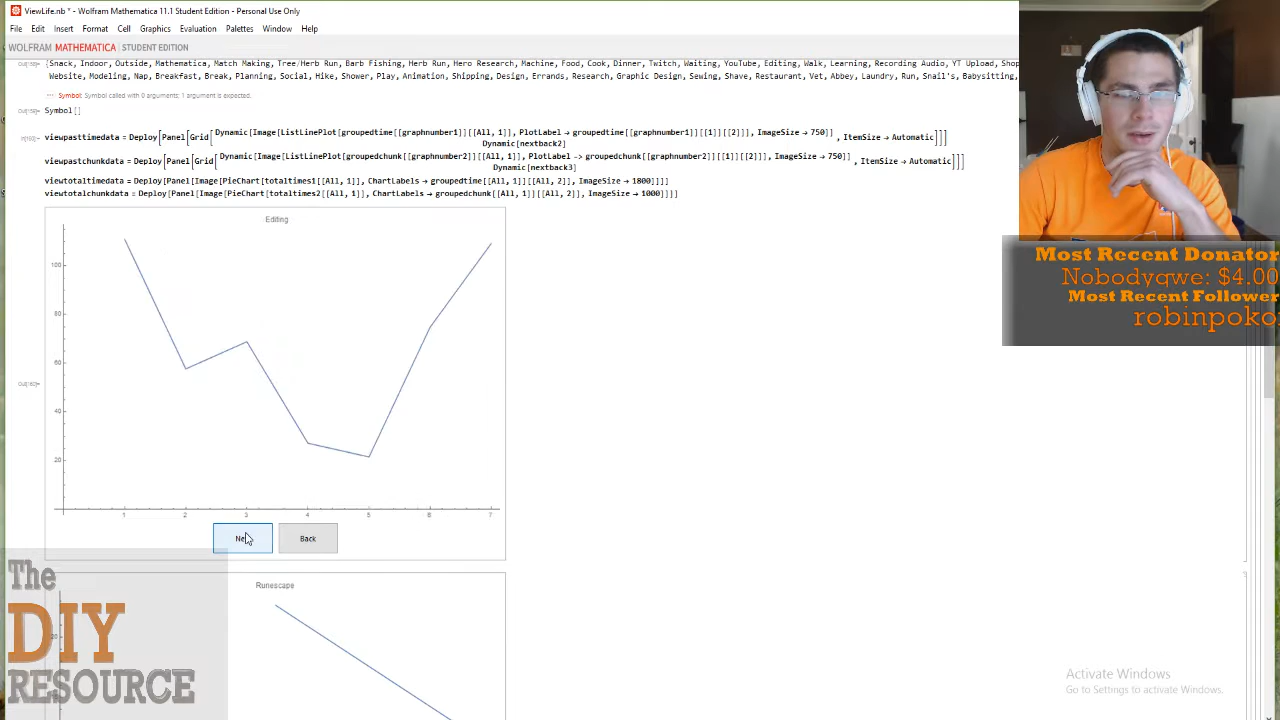 ViewLife.nb * - Wolfram Mathematica 11.1 Student Edition - Personal Use Only
File Edit Insert Format Cell Graphics Evaluation Palettes Window Help
WOLFRAM MATHEMATICA | STUDENT EDITION
{Snack, Indoor, Outside, Mathematica, Match Making, Tree/Herb Run, Barb Fishing, Herb Run, Hero Research, Machine, Food, Cook, Dinner, Twitch, Waiting, YouTube, Editing, Walk, Learning, Recording Audio, YT Upload, Shop
Website, Modeling, Nap, Breakfast, Break, Planning, Social, Hike, Shower, Play, Animation, Shipping, Design, Errands, Research, Graphic Design, Sewing, Shave, Restaurant, Vet, Abbey, Laundry, Run, Snail's, Babysitting,
Symbol: Symbol called with 0 arguments; 1 argument is expected.
Symbol[]
viewpasttimedata = Deploy[Panel[Grid[Dynamic[Image[ListLinePlot[groupedtime[[graphnumber1]][[All, 1]], PlotLabel → groupedtime[[graphnumber1]][[1]][[2]]], ImageSize → 750]], ItemSize → Automatic]]]
Dynamic[nextback2]
viewpastchunkdata = Deploy[Panel[Grid[Dynamic[Image[ListLinePlot[groupedchunk[[graphnumber2]][[All, 1]], PlotLabel -> groupedchunk[[graphnumber2]][[1]][[2]]], ImageSize → 750]], ItemSize → Automatic]]]
Dynamic[nextback3]
viewtotaltimedata = Deploy[Panel[Image[PieChart[totaltimes1[[All, 1]], ChartLabels → groupedtime[[All, 1]][[All, 2]], ImageSize → 1800]]]]
viewtotalchunkdata = Deploy[Panel[Image[PieChart[totaltimes2[[All, 1]], ChartLabels → groupedchunk[[All, 1]][[All, 2]], ImageSize → 1000]]]]
Editing
100
80
60
40
20
1 2 3 4 5 6 7
Back
Runescape
The
DIY
RESOURCE
Most Recent Donator
Nobodyqwe: $4.00
Most Recent Follower
robinpoko
Activate Windows
Go to Settings to activate Windows.